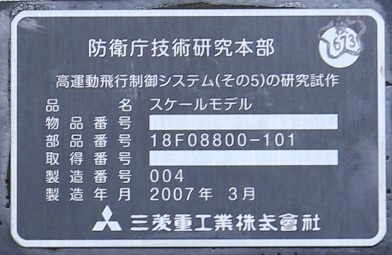 防衛庁技術研究本部
高運動飛行制御システム(その5)の研究試作
品 名 スケールモデル
物品番号
部品番号 18F08800-101
取得番号
製造番号 004
製造年月 2007年 3月
三菱重工業株式會社